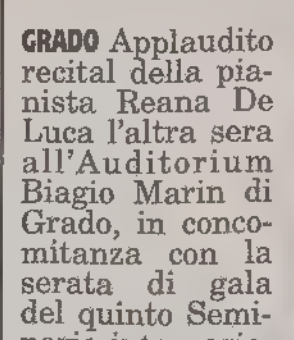 GRADO Applaudito
recital della pia-
nista Reana De
Luca l'altra sera
all'Auditorium
Biagio Marin di
Grado, in conco-
mitanza con la
serata di gala
del quinto Semi-